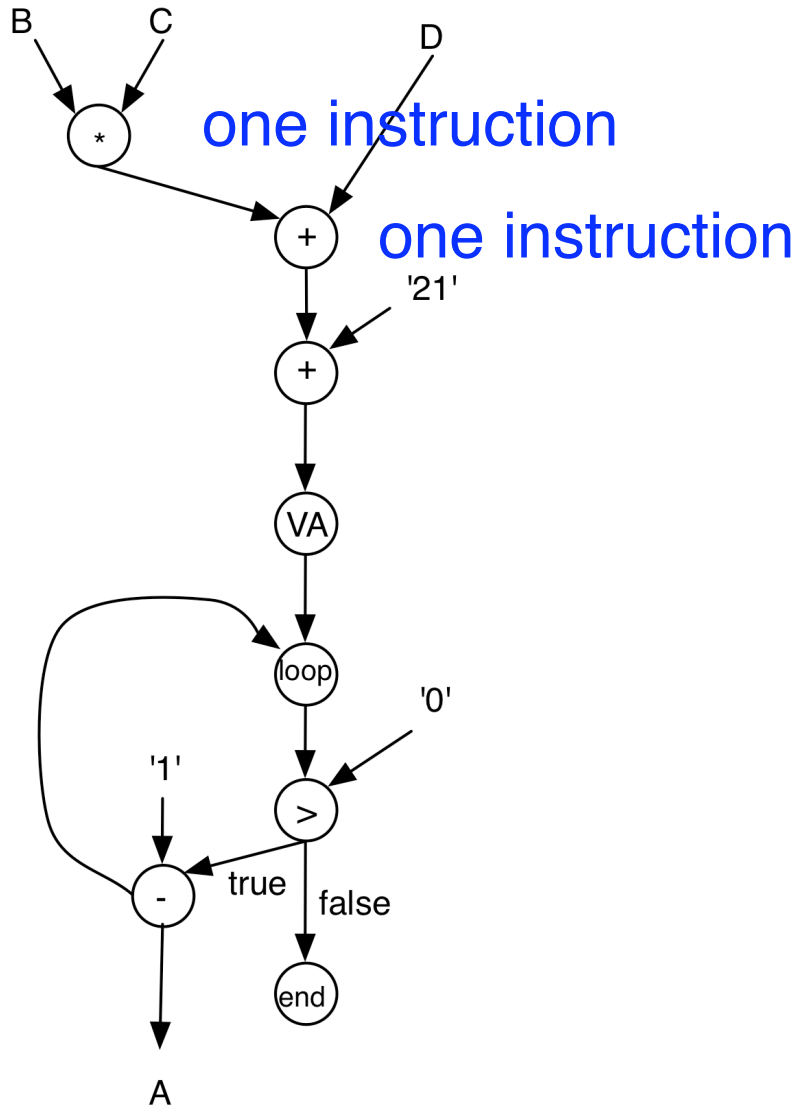 B
C
D
*
one instruction
+
one instruction
'21'
+
VA
loop
'0'
'1'
>
-
true
false
end
A